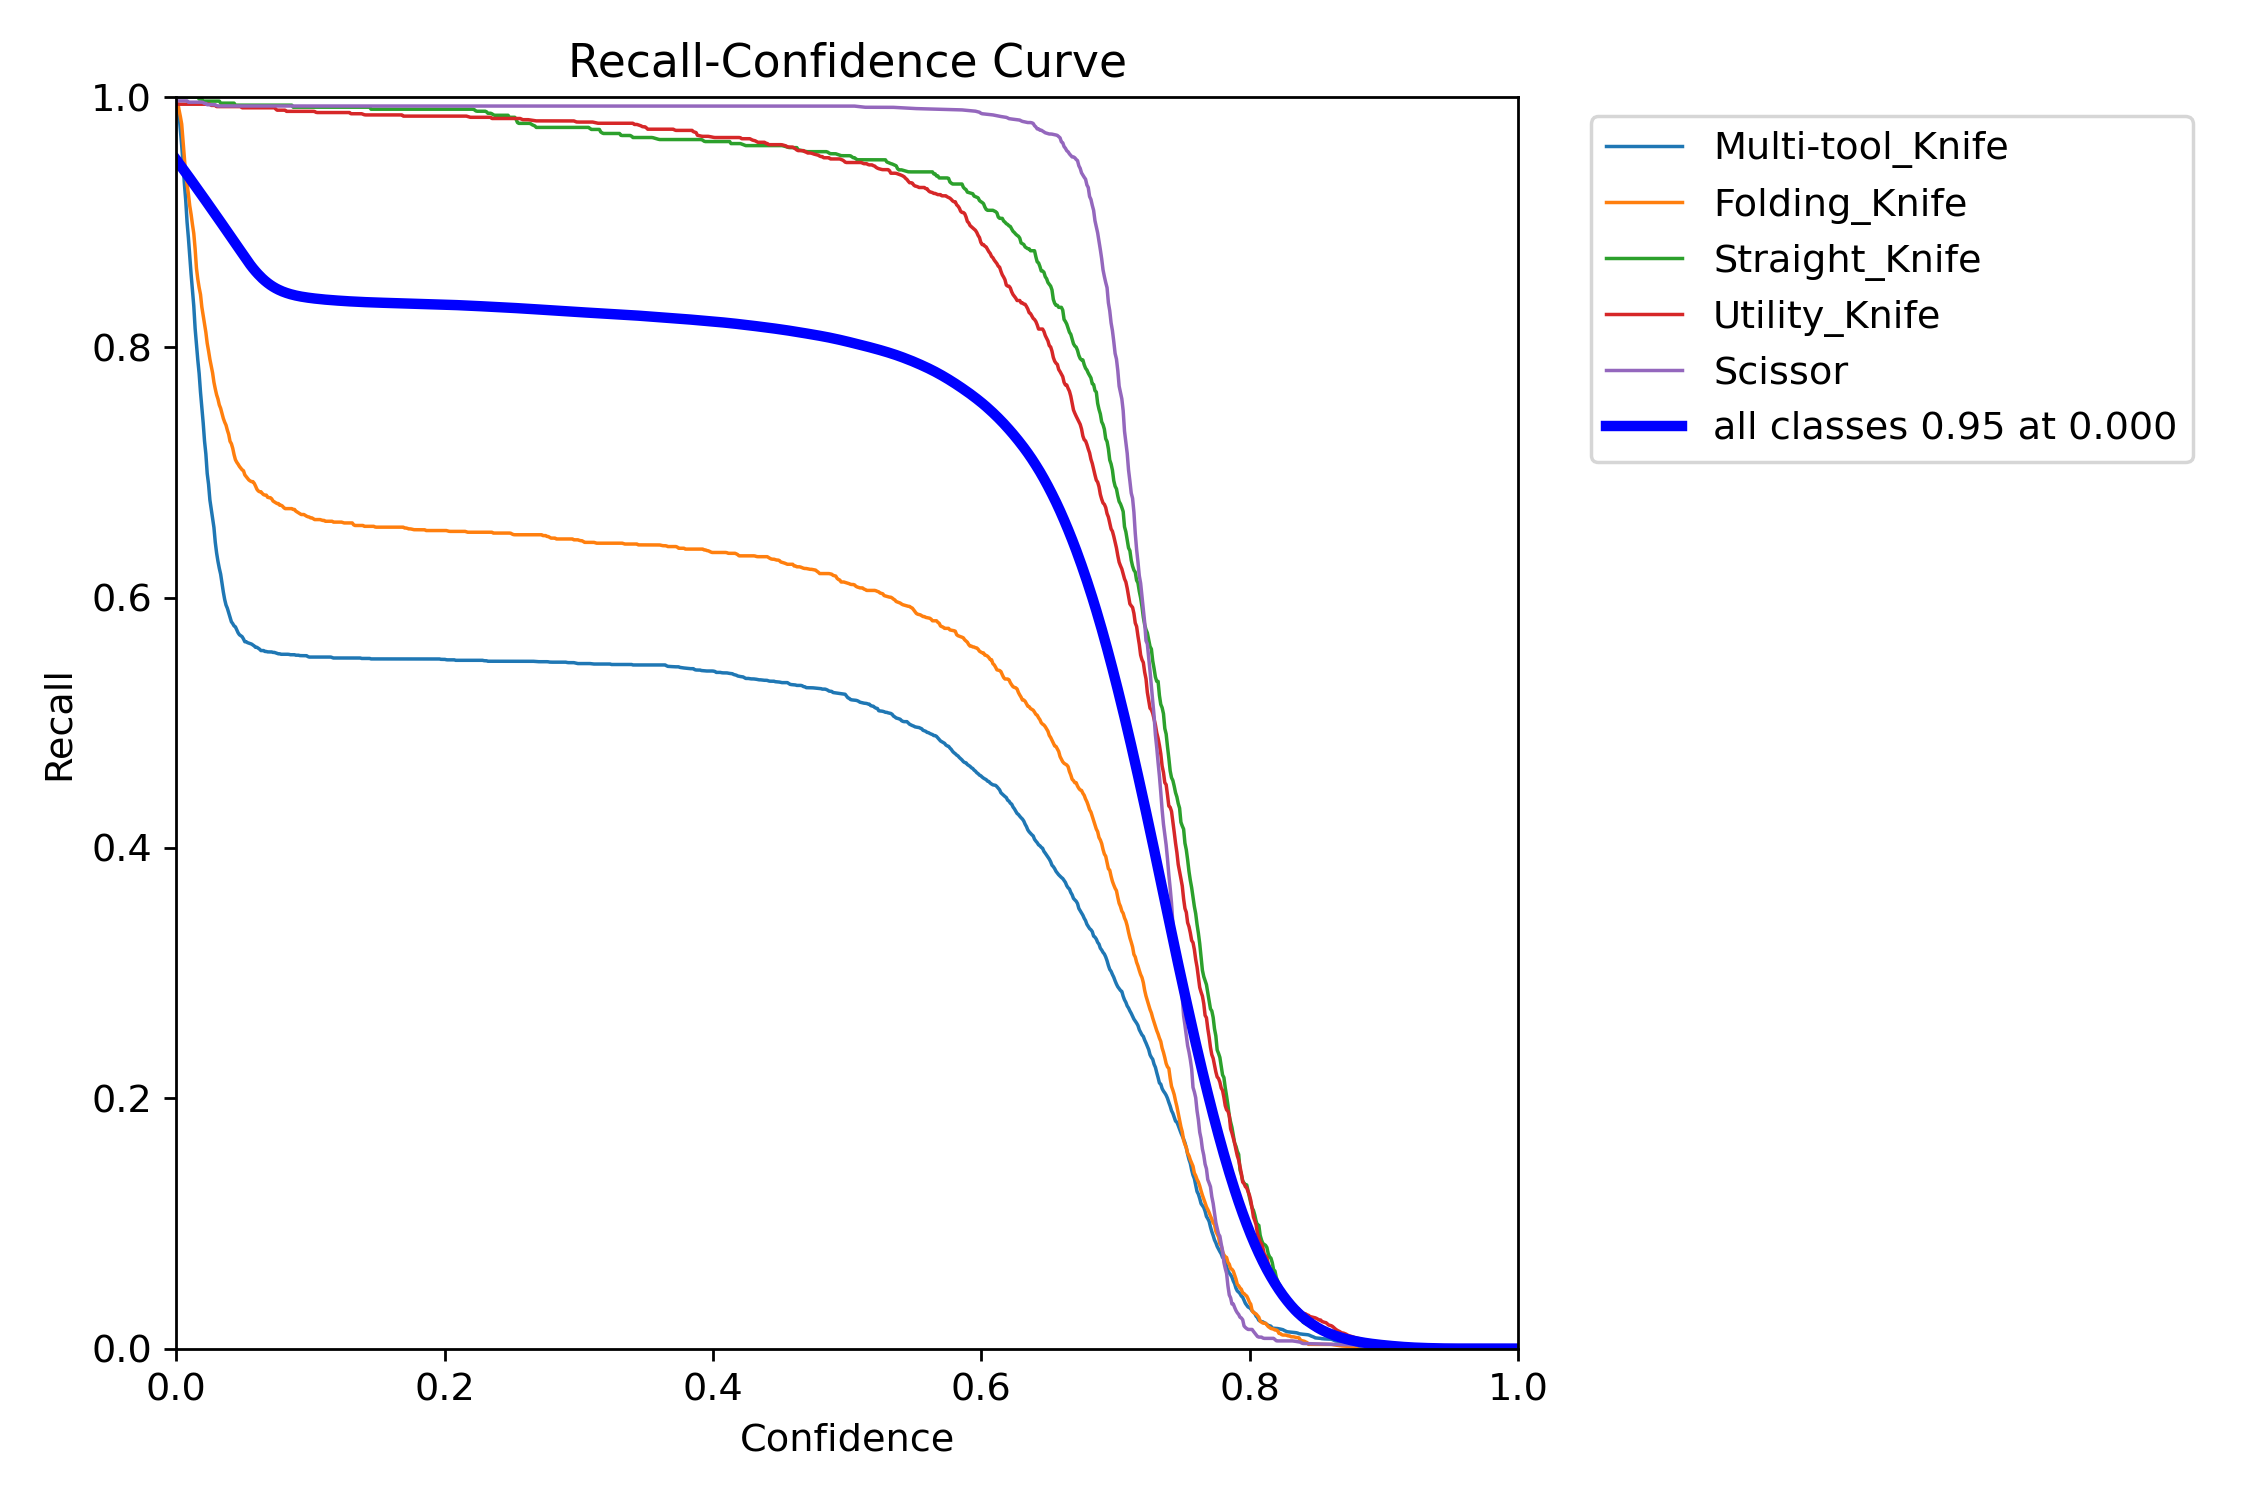 Recall-Confidence Curve
1.0
0.8
0.6
0.4
0.2
0.0
Recall
0.0 0.2 0.4 0.6 0.8 1.0
Confidence
Multi-tool_Knife
Folding_Knife
Straight_Knife
Utility_Knife
Scissor
all classes 0.95 at 0.000